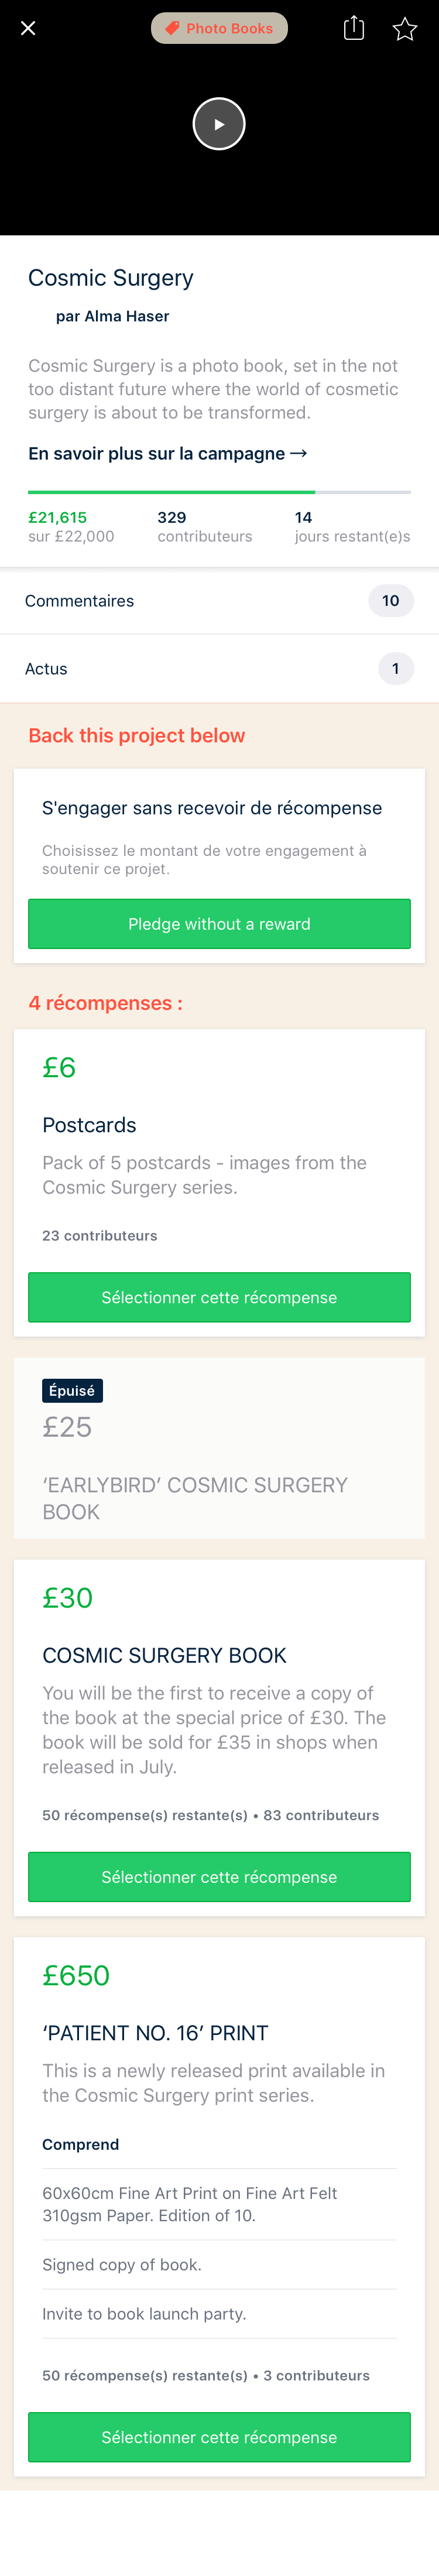 Photo Books
Cosmic Surgery
par Alma Haser
Cosmic Surgery is a photo book, set in the not
too distant future where the world of cosmetic
surgery is about to be transformed.
En savoir plus sur la campagne →
£21,615
sur £22,000
329
contributeurs
14
jours restant(e)s
Commentaires
10
Actus
1
Back this project below
S'engager sans recevoir de récompense
Choisissez le montant de votre engagement à
soutenir ce projet.
Pledge without a reward
4 récompenses :
£6
Postcards
Pack of 5 postcards - images from the
Cosmic Surgery series.
23 contributeurs
Sélectionner cette récompense
Épuisé
£25
‘EARLYBIRD’ COSMIC SURGERY
BOOK
£30
COSMIC SURGERY BOOK
You will be the first to receive a copy of
the book at the special price of £30. The
book will be sold for £35 in shops when
released in July.
50 récompense(s) restante(s) • 83 contributeurs
Sélectionner cette récompense
£650
‘PATIENT NO. 16’ PRINT
This is a newly released print available in
the Cosmic Surgery print series.
Comprend
60x60cm Fine Art Print on Fine Art Felt
310gsm Paper. Edition of 10.
Signed copy of book.
Invite to book launch party.
50 récompense(s) restante(s) • 3 contributeurs
Sélectionner cette récompense